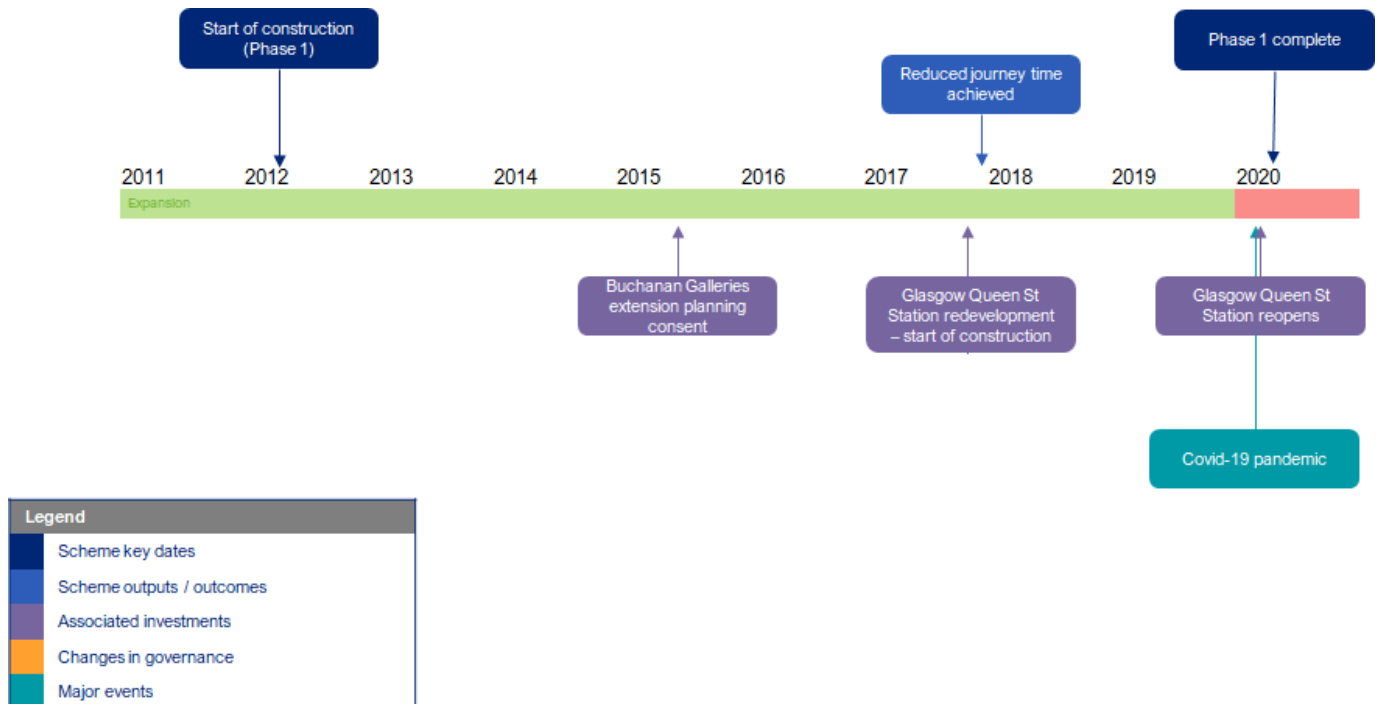 Start of construction
(Phase 1)
Phase 1 complete
Reduced journey time
achieved
2011 2012 2013 2014 2015 2016 2017 2018 2019 2020
Expansion
Buchanan Galleries
extension planning
consent
Glasgow Queen St
Station redevelopment
– start of construction
Glasgow Queen St
Station reopens
Covid-19 pandemic
Legend
Scheme key dates
Scheme outputs / outcomes
Associated investments
Changes in governance
Major events